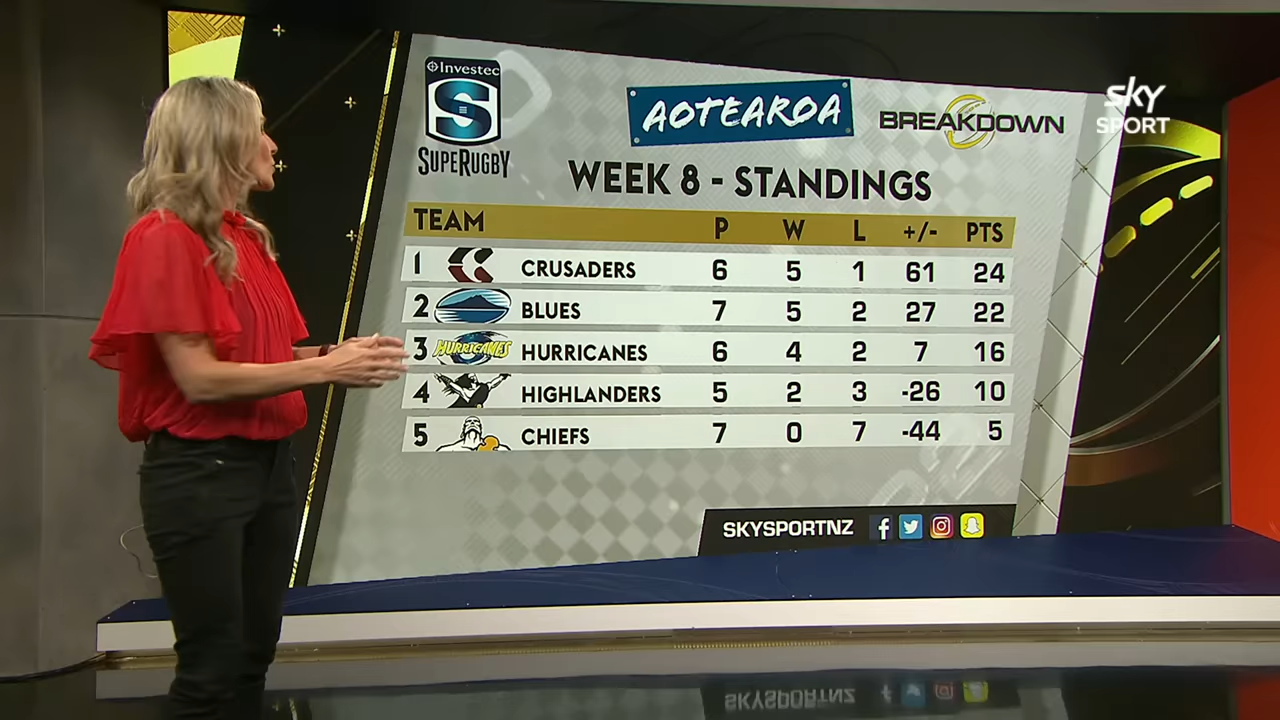 Investec
SUPERUGBY
AOTEAROA
BREAKDOWN
sky
SPORT
WEEK 8 - STANDINGS
TEAM P W L +/- PTS
1 CRUSADERS 6 5 1 61 24
2 BLUES 7 5 2 27 22
3 HURRICANES HURRICANES 6 4 2 7 16
4 HIGHLANDERS 5 2 3 -26 10
5 CHIEFS 7 0 7 -44 5
SKYSPORTNZ
SKYSPORTNZ